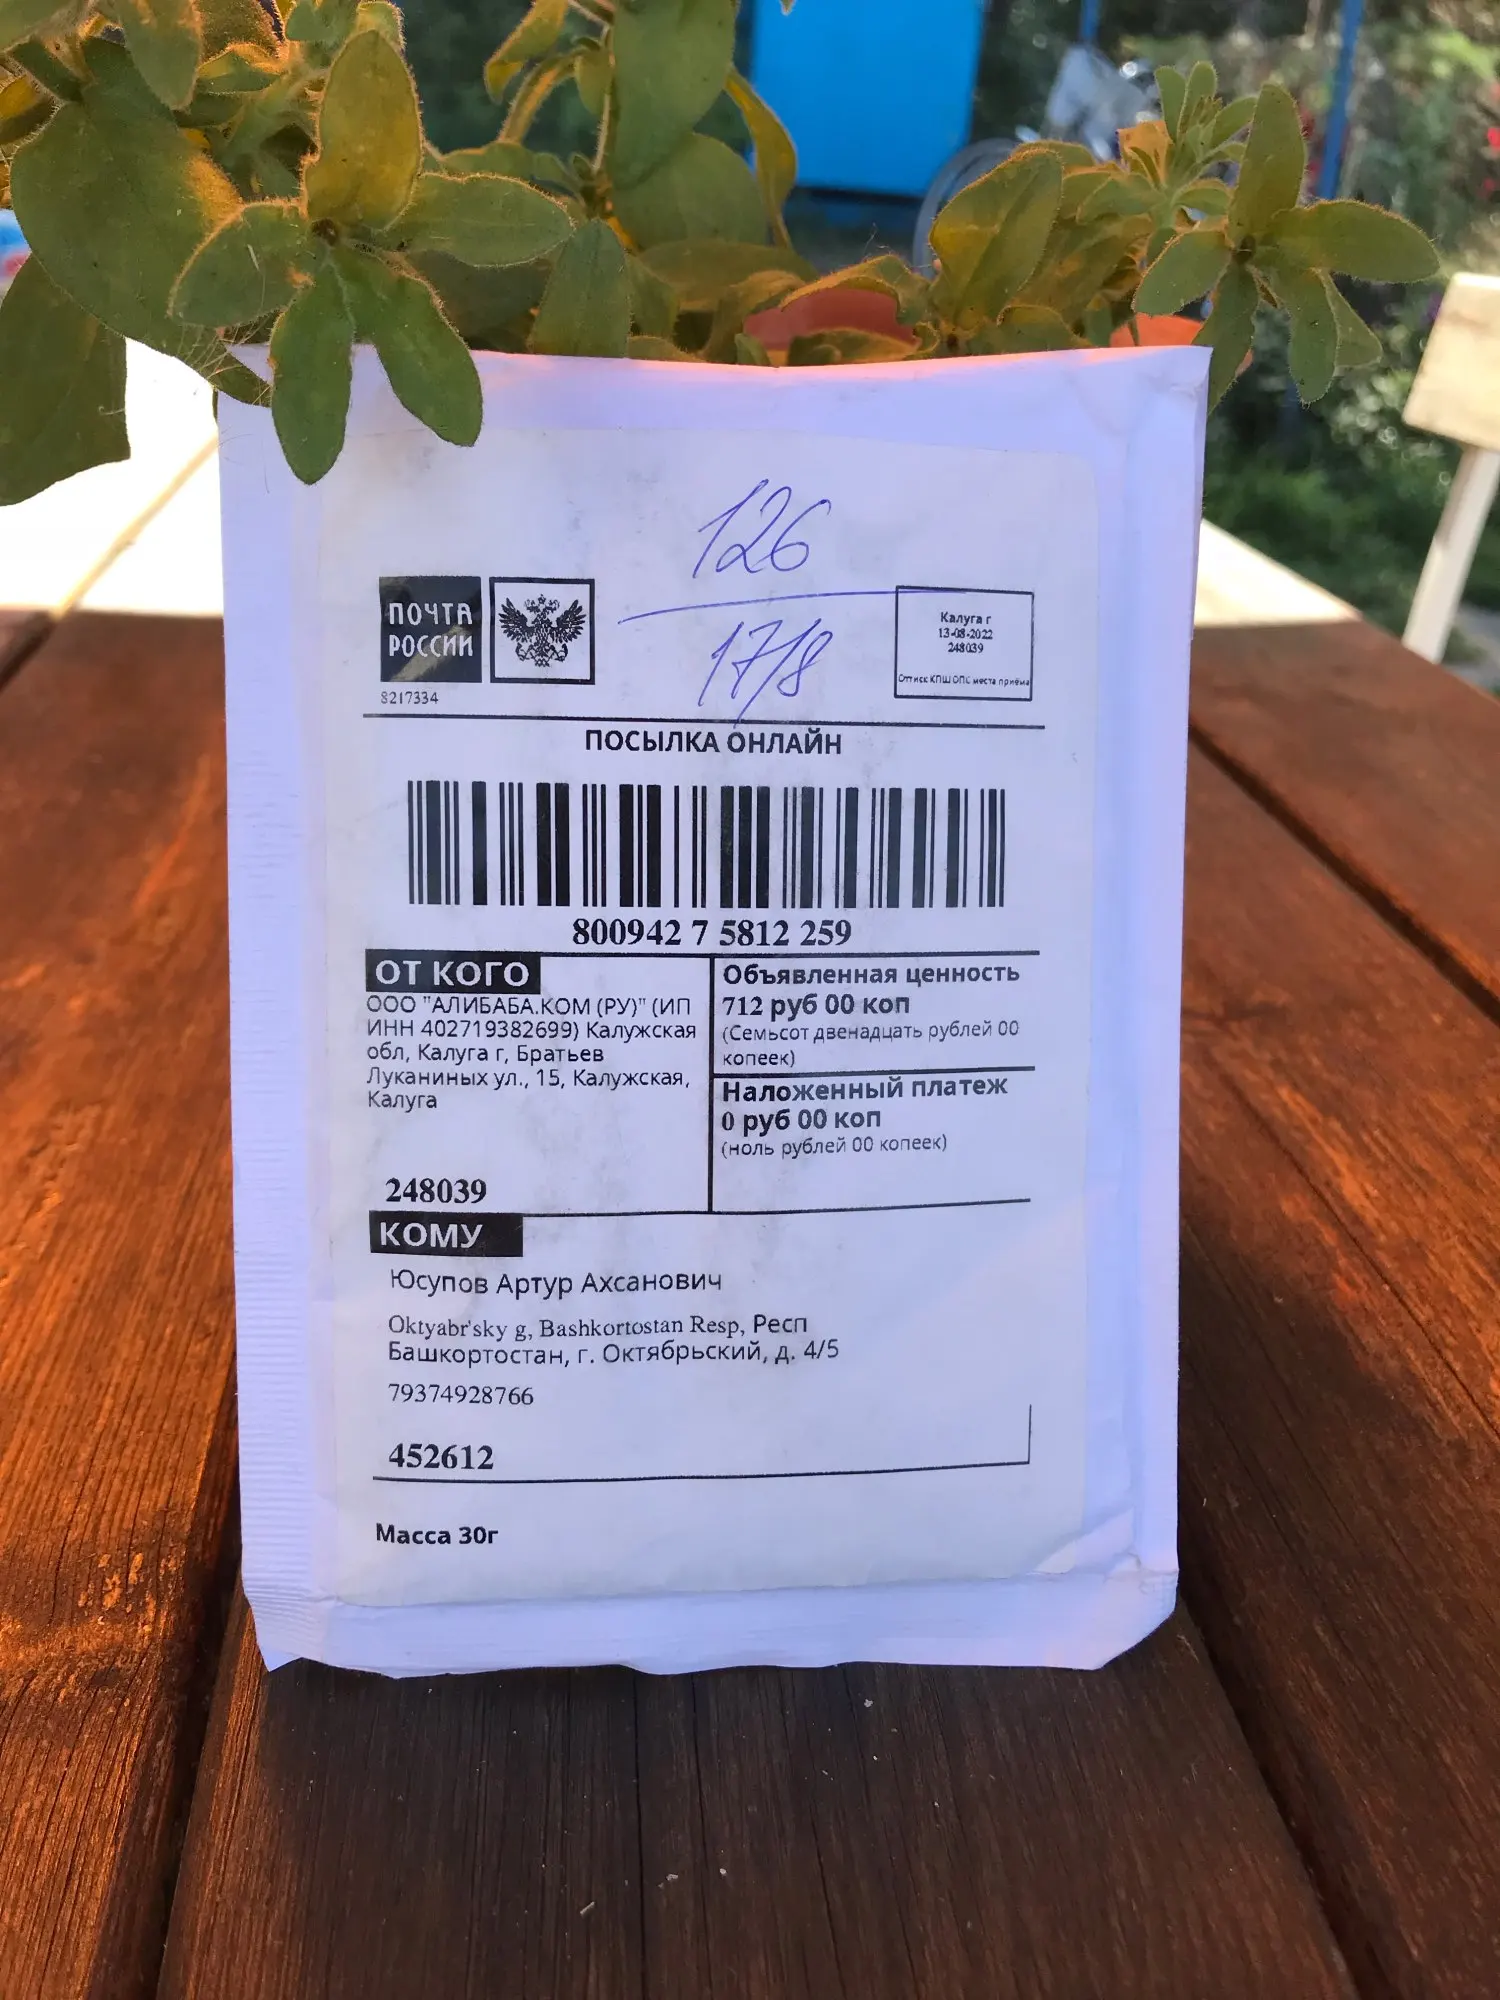 126
17/8
ПОЧТА
РОССИИ
8217334
Калуга г
13-08-2022
248039
Оттиск КПШ ОПС места приёма
ПОСЫЛКА ОНЛАЙН
800942 7 5812 259
ОТ КОГО
ООО "АЛИБАБА.КОМ (РУ)" (ИП
ИНН 402719382699) Калужская
обл, Калуга г, Братьев
Луканиных ул., 15, Калужская,
Калуга
248039
Объявленная ценность
712 руб 00 коп
(Семьсот двенадцать рублей 00
копеек)
Наложенный платеж
0 руб 00 коп
(ноль рублей 00 копеек)
КОМУ
Юсупов Артур Ахсанович
Oktyabr'sky g, Bashkortostan Resp, Респ
Башкортостан, г. Октябрьский, д. 4/5
79374928766
452612
Масса 30г